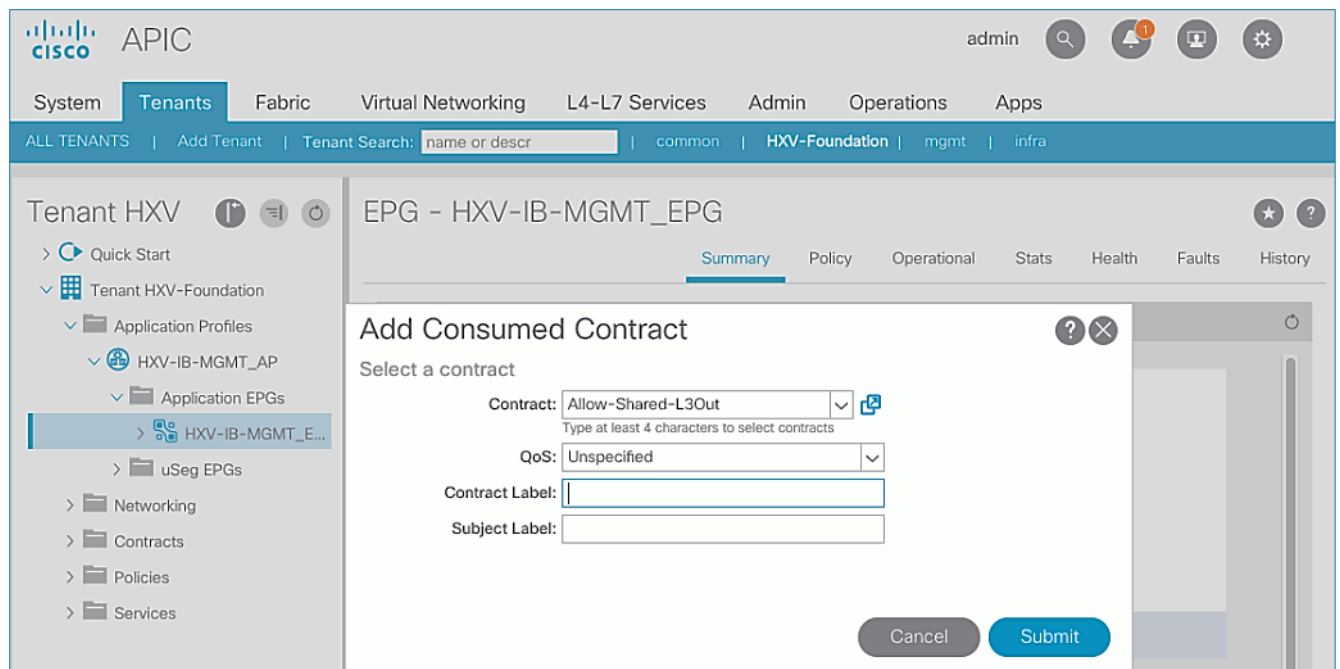 CISCO APIC admin 1
System Tenants Fabric Virtual Networking L4-L7 Services Admin Operations Apps
ALL TENANTS | Add Tenant | Tenant Search: name or descr | common | HXV-Foundation | mgmt | infra
Tenant HXV
Quick Start
Tenant HXV-Foundation
Application Profiles
HXV-IB-MGMT_AP
Application EPGs
HXV-IB-MGMT_E...
uSeg EPGs
Networking
Contracts
Policies
Services
EPG - HXV-IB-MGMT_EPG
Summary Policy Operational Stats Health Faults History
Add Consumed Contract
Select a contract
Contract: Allow-Shared-L3Out
Type at least 4 characters to select contracts
QoS: Unspecified
Contract Label:
Subject Label:
Cancel Submit